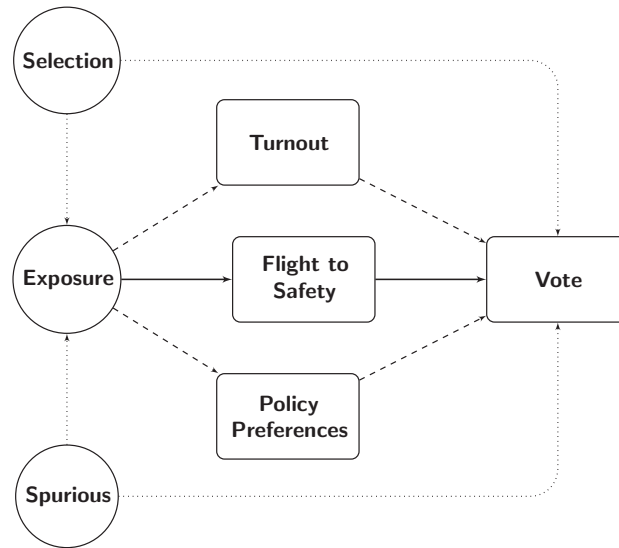 Selection
Turnout
Exposure
Flight to
Safety
Vote
Policy
Preferences
Spurious